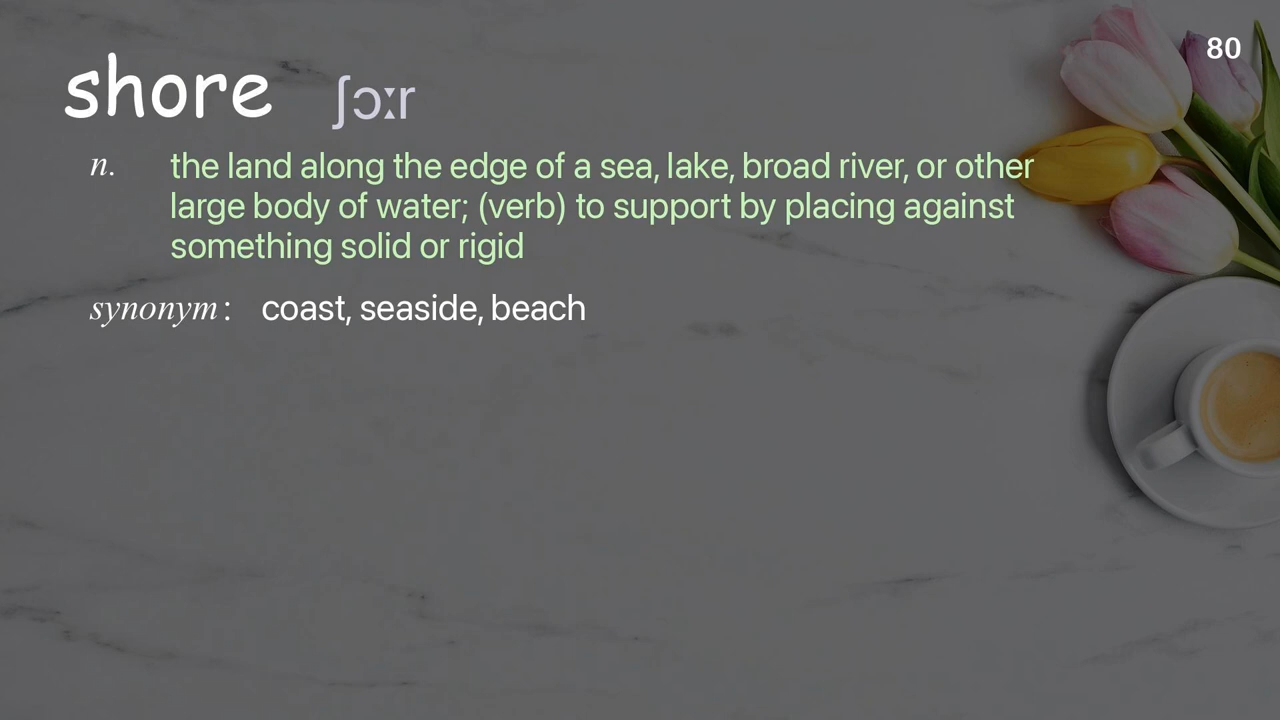 80
shore ʃɔːr
n. the land along the edge of a sea, lake, broad river, or other
large body of water; (verb) to support by placing against
something solid or rigid
synonym: coast, seaside, beach